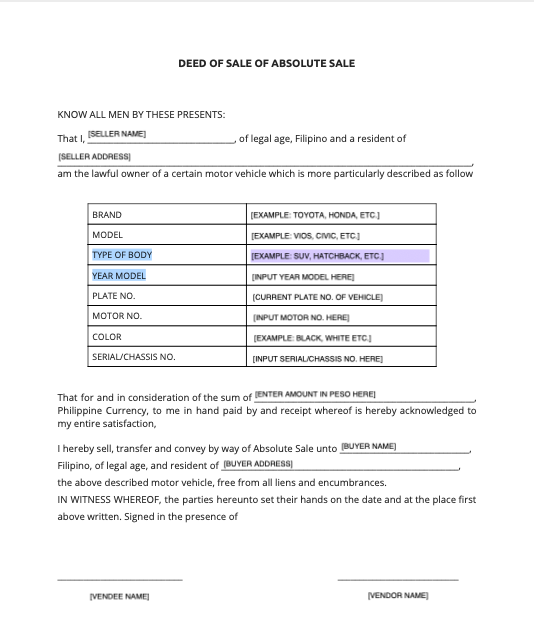 DEED OF SALE OF ABSOLUTE SALE
KNOW ALL MEN BY THESE PRESENTS:
That I, [SELLER NAME], of legal age, Filipino and a resident of
[SELLER ADDRESS],
am the lawful owner of a certain motor vehicle which is more particularly described as follow
BRAND [EXAMPLE: TOYOTA, HONDA, ETC.]
MODEL [EXAMPLE: VIOS, CIVIC, ETC.]
TYPE OF BODY [EXAMPLE: SUV, HATCHBACK, ETC.]
YEAR MODEL [INPUT YEAR MODEL HERE]
PLATE NO. [CURRENT PLATE NO. OF VEHICLE]
MOTOR NO. [INPUT MOTOR NO. HERE]
COLOR [EXAMPLE: BLACK, WHITE ETC.]
SERIAL/CHASSIS NO. [INPUT SERIAL/CHASSIS NO. HERE]
That for and in consideration of the sum of [ENTER AMOUNT IN PESO HERE],
Philippine Currency, to me in hand paid by and receipt whereof is hereby acknowledged to
my entire satisfaction,
I hereby sell, transfer and convey by way of Absolute Sale unto [BUYER NAME],
Filipino, of legal age, and resident of [BUYER ADDRESS],
the above described motor vehicle, free from all liens and encumbrances.
IN WITNESS WHEREOF, the parties hereunto set their hands on the date and at the place first
above written. Signed in the presence of
[VENDEE NAME] [VENDOR NAME]